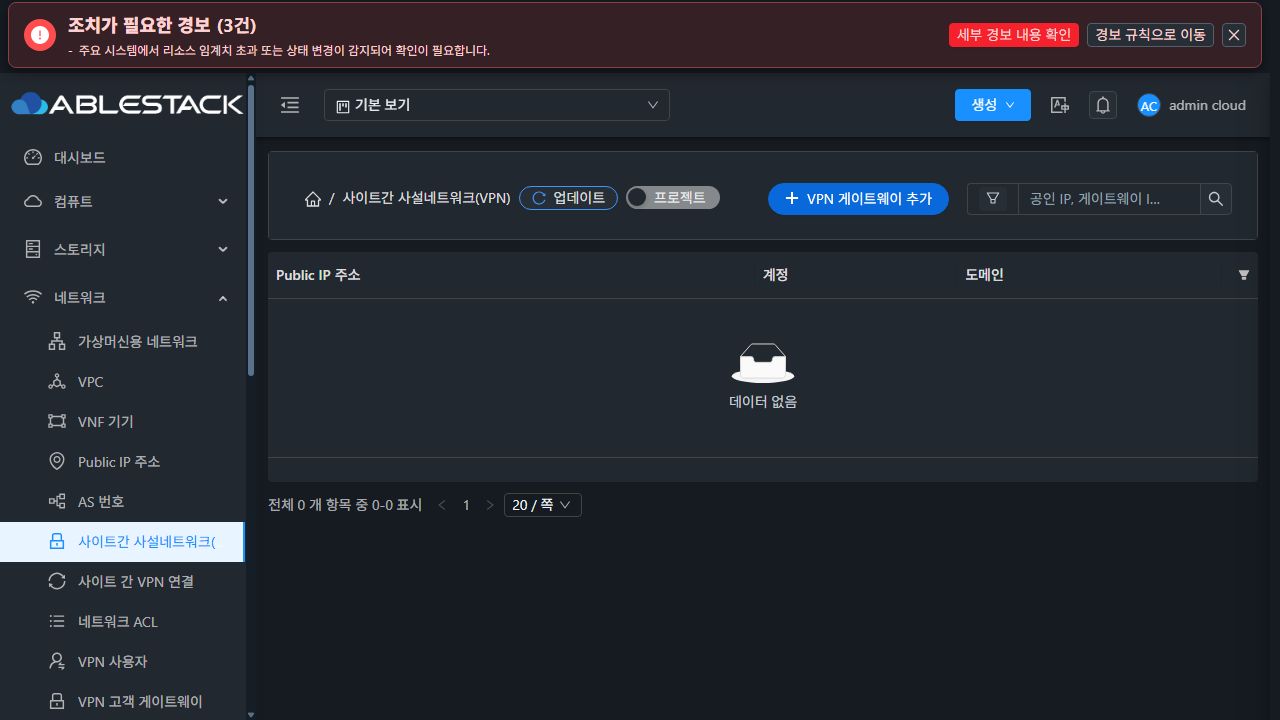 조치가 필요한 경보 (3건)
- 주요 시스템에서 리소스 임계치 초과 또는 상태 변경이 감지되어 확인이 필요합니다.
세부 경보 내용 확인
경보 규칙으로 이동
ABLESTACK
기본 보기
생성
AC
admin cloud
대시보드
컴퓨트
스토리지
네트워크
가상머신용 네트워크
VPC
VNF 기기
Public IP 주소
AS 번호
사이트간 사설네트워크(
사이트 간 VPN 연결
네트워크 ACL
VPN 사용자
VPN 고객 게이트웨이
/ 사이트간 사설네트워크(VPN)
업데이트
프로젝트
+ VPN 게이트웨이 추가
공인 IP, 게이트웨이 I...
Public IP 주소
계정
도메인
데이터 없음
전체 0 개 항목 중 0-0 표시
1
20 / 쪽